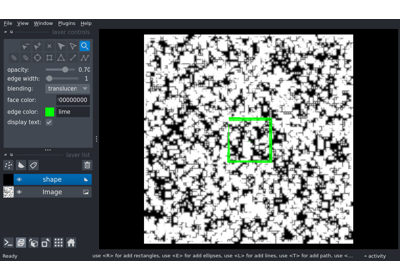 File View Window Plugins Help
layer controls
opacity: 0.70
edge width: 1
blending: translucen
face color: 00000000
edge color: lime
display text:
layer list
shape
Image
Ready
use <R> for add rectangles, use <E> for add ellipses, use <L> for add lines, use <T> for add path, use <...
activity